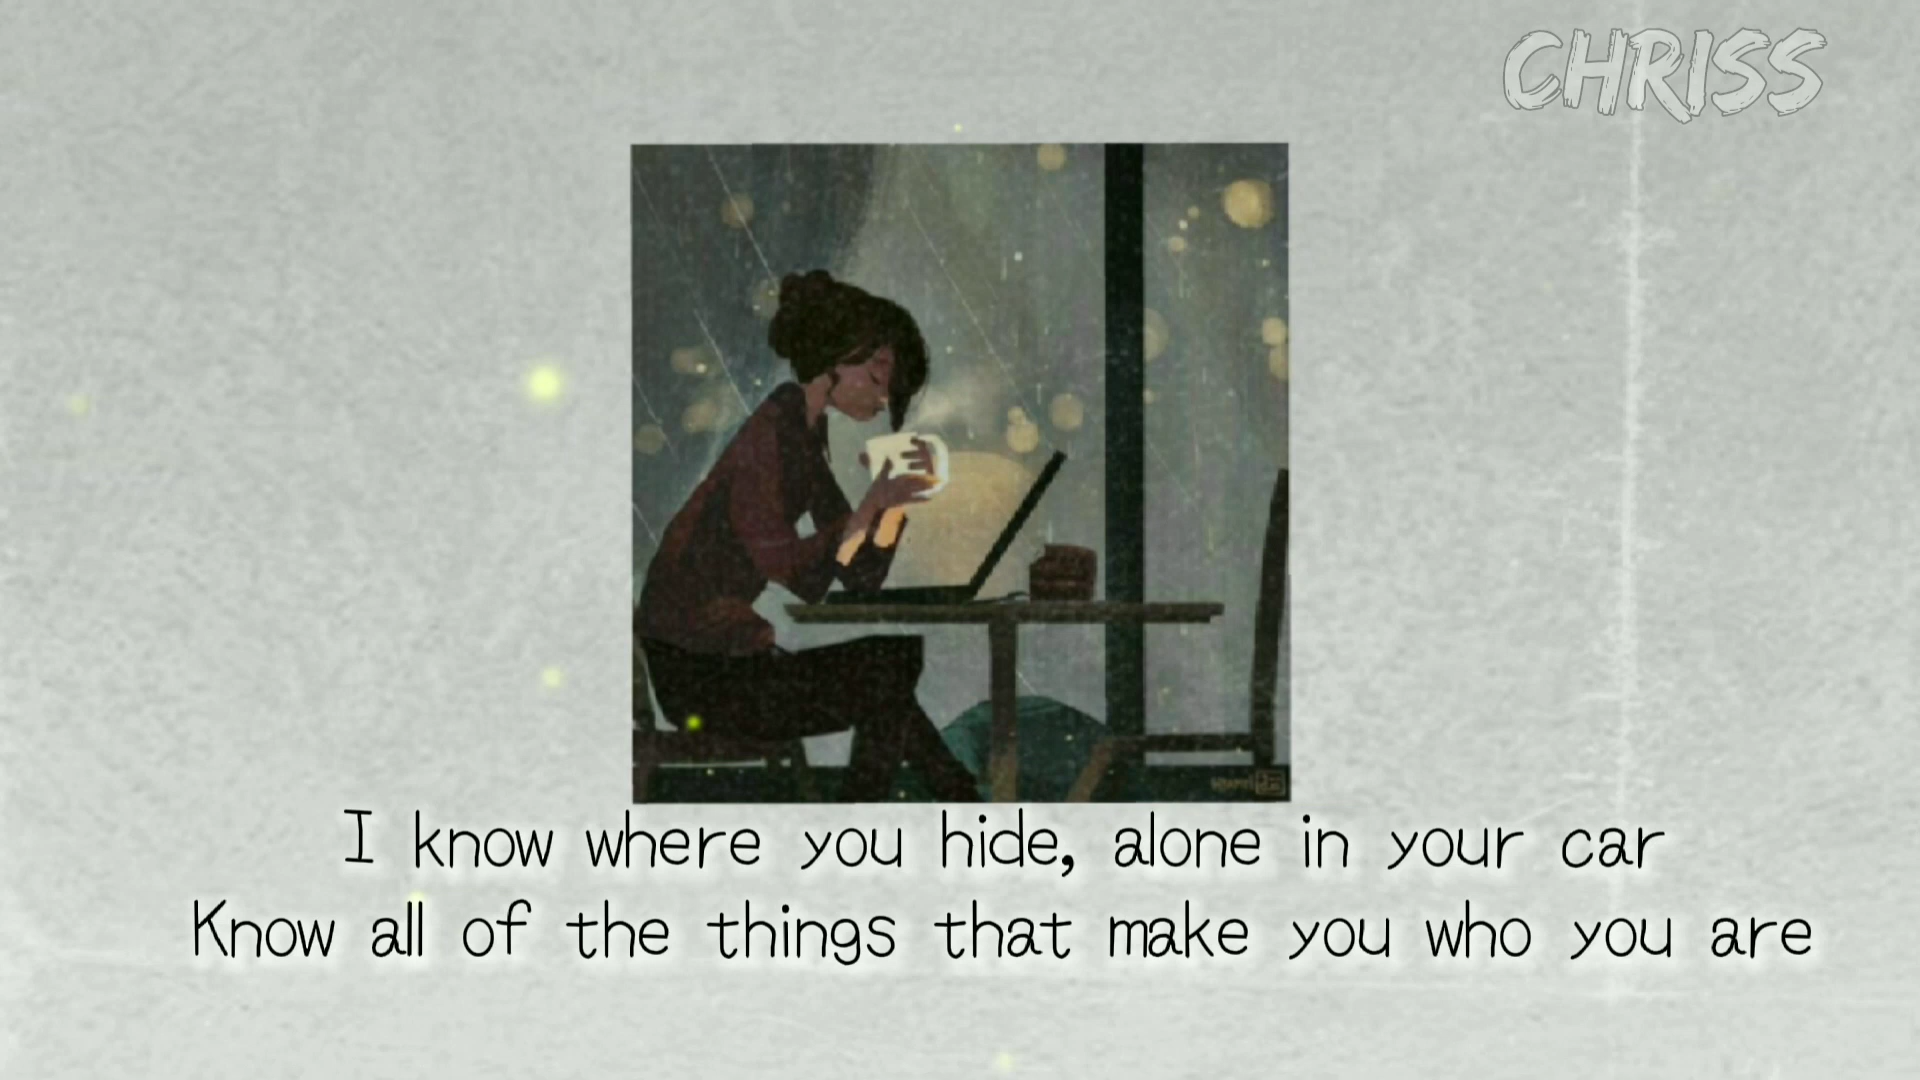 CHRISS
I know where you hide, alone in your car
Know all of the things that make you who you are